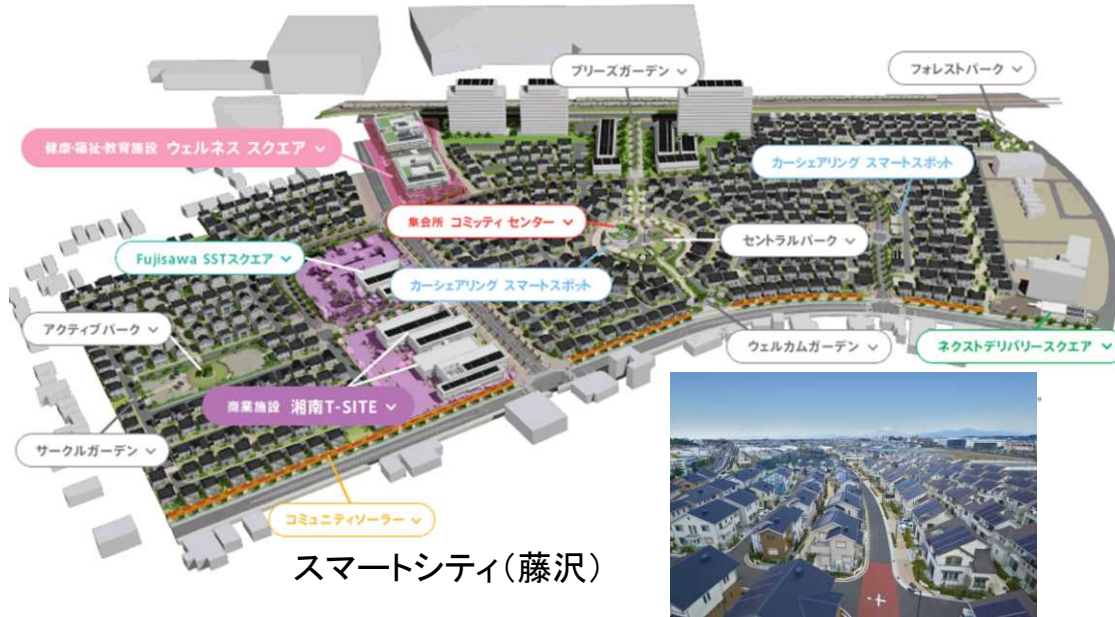 ブリーズガーデン
フォレストパーク
健康・福祉・教育施設 ウェルネス スクエア
カーシェアリング スマートスポット
集会所 コミッティ センター
セントラルパーク
Fujisawa SSTスクエア
カーシェアリング スマートスポット
アクティブパーク
ウェルカムガーデン
ネクストデリバリースクエア
商業施設 湘南T-SITE
サークルガーデン
コミュニティソーラー
スマートシティ(藤沢)